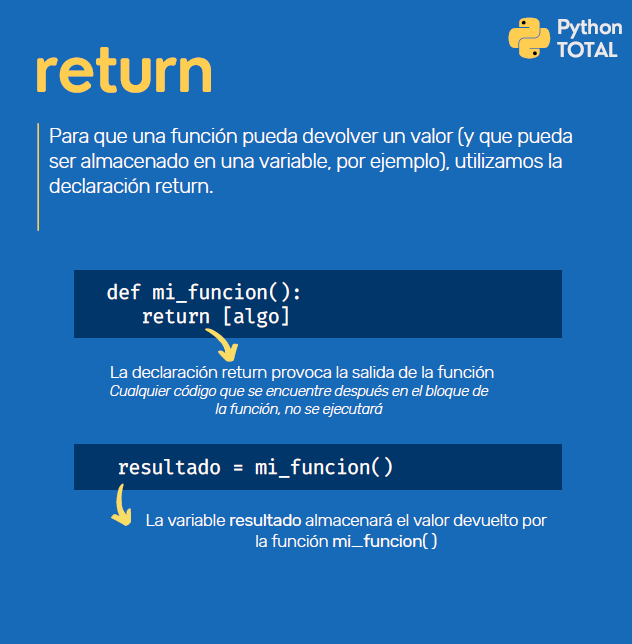 Python
TOTAL
return
Para que una función pueda devolver un valor (y que pueda
ser almacenado en una variable, por ejemplo), utilizamos la
declaración return.
def mi_funcion():
return [algo]
La declaración return provoca la salida de la función
Cualquier código que se encuentre después en el bloque de
la función, no se ejecutará
resultado = mi_funcion()
La variable resultado almacenará el valor devuelto por
la función mi_funcion( )